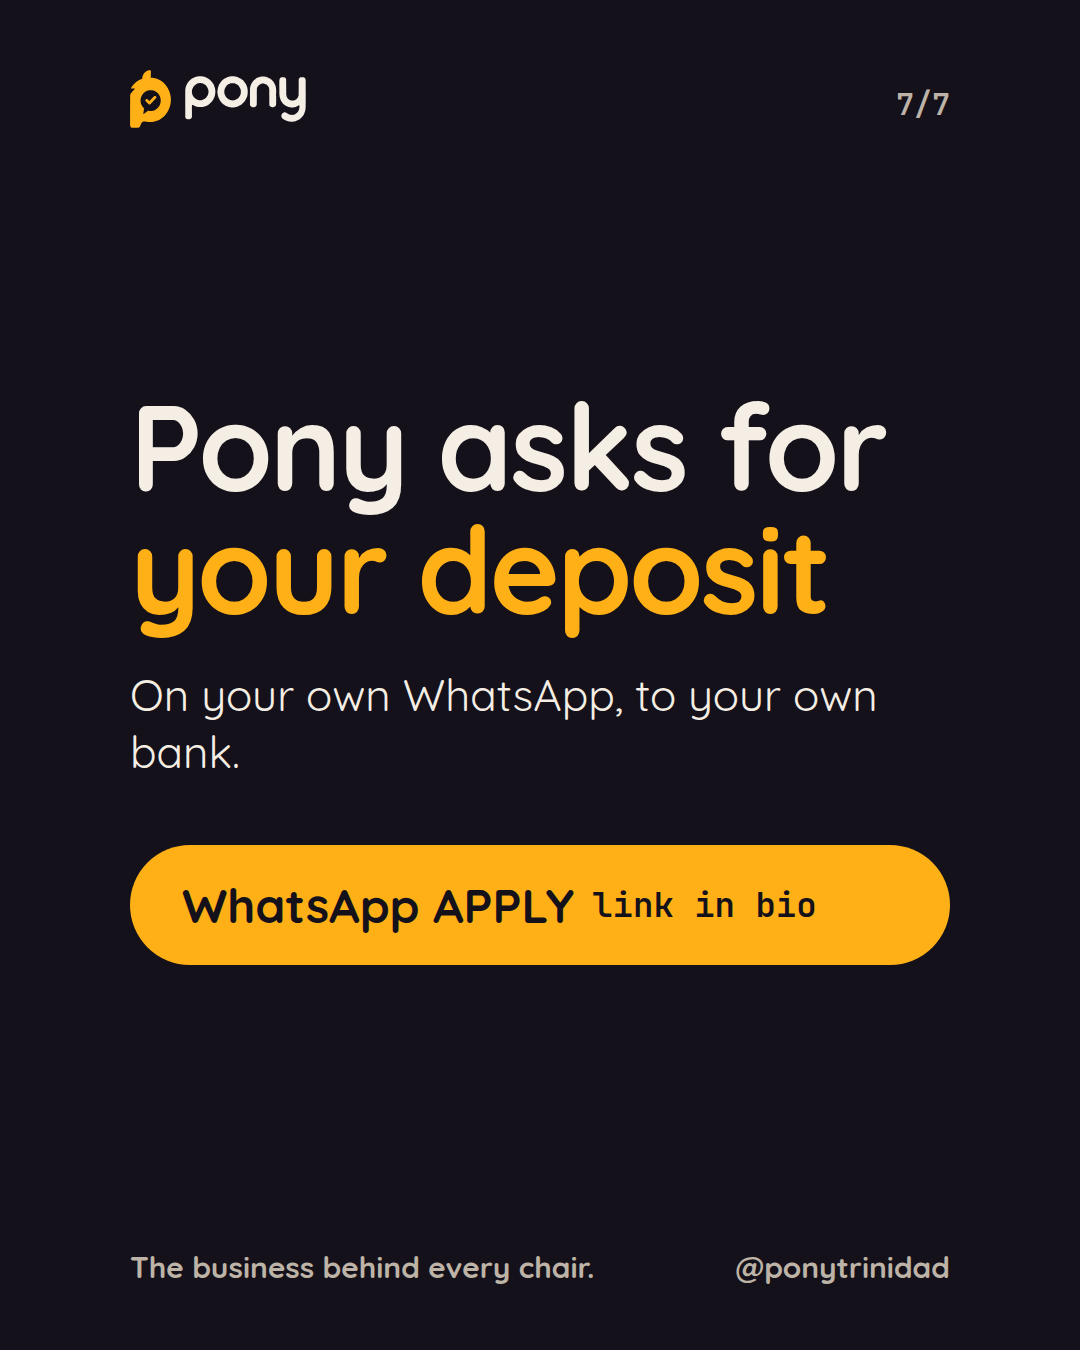 pony
7/7
Pony asks for
your deposit
On your own WhatsApp, to your own
bank.
WhatsApp APPLY link in bio
The business behind every chair.
@ponytrinidad